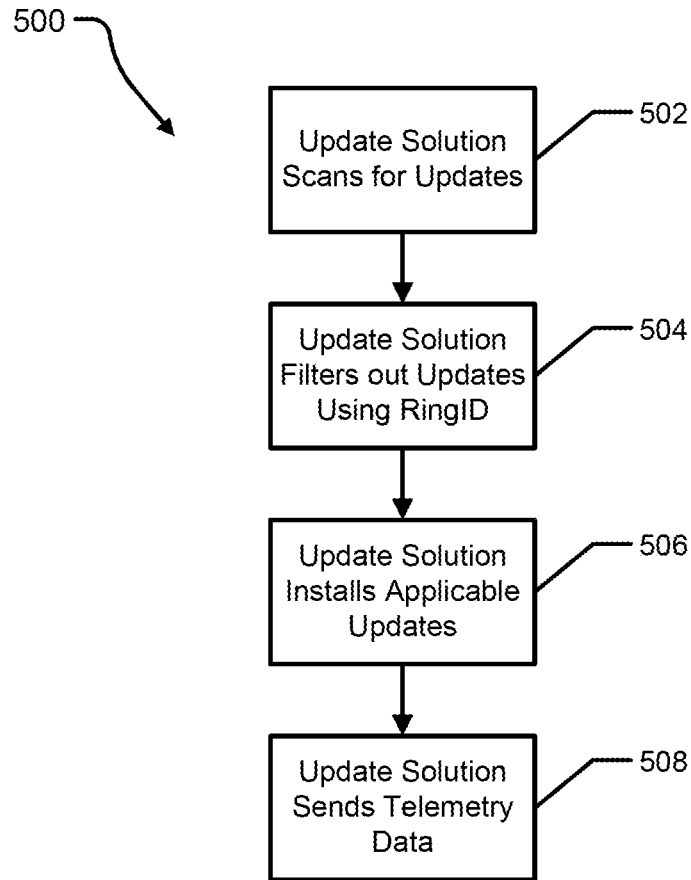 500
Update Solution
Scans for Updates
502
Update Solution
Filters out Updates
Using RingID
504
Update Solution
Installs Applicable
Updates
506
Update Solution
Sends Telemetry
Data
508